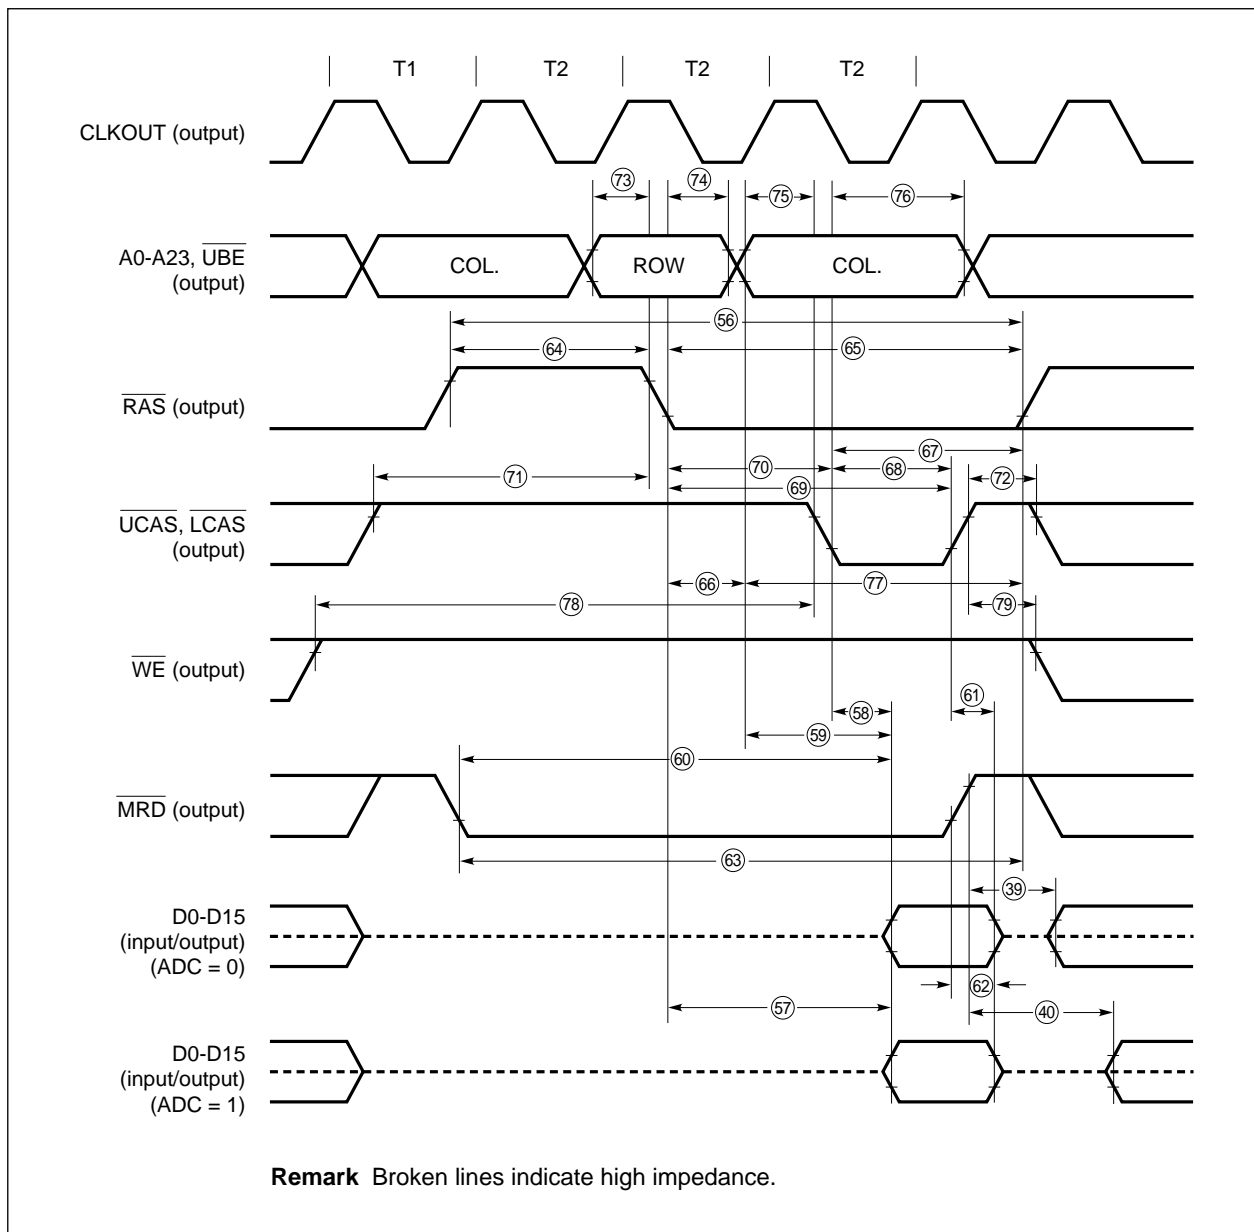 T1 T2 T2 T2
CLKOUT (output)
73 74 75 76
A0-A23, UBE
(output)
COL. ROW COL.
56
64 65
RAS (output)
67
71 70 68 72
69
UCAS, LCAS
(output)
66 77
78 79
WE (output)
61
58
59
60
MRD (output)
63
39
D0-D15
(input/output)
(ADC = 0)
62
57 40
D0-D15
(input/output)
(ADC = 1)
Remark Broken lines indicate high impedance.